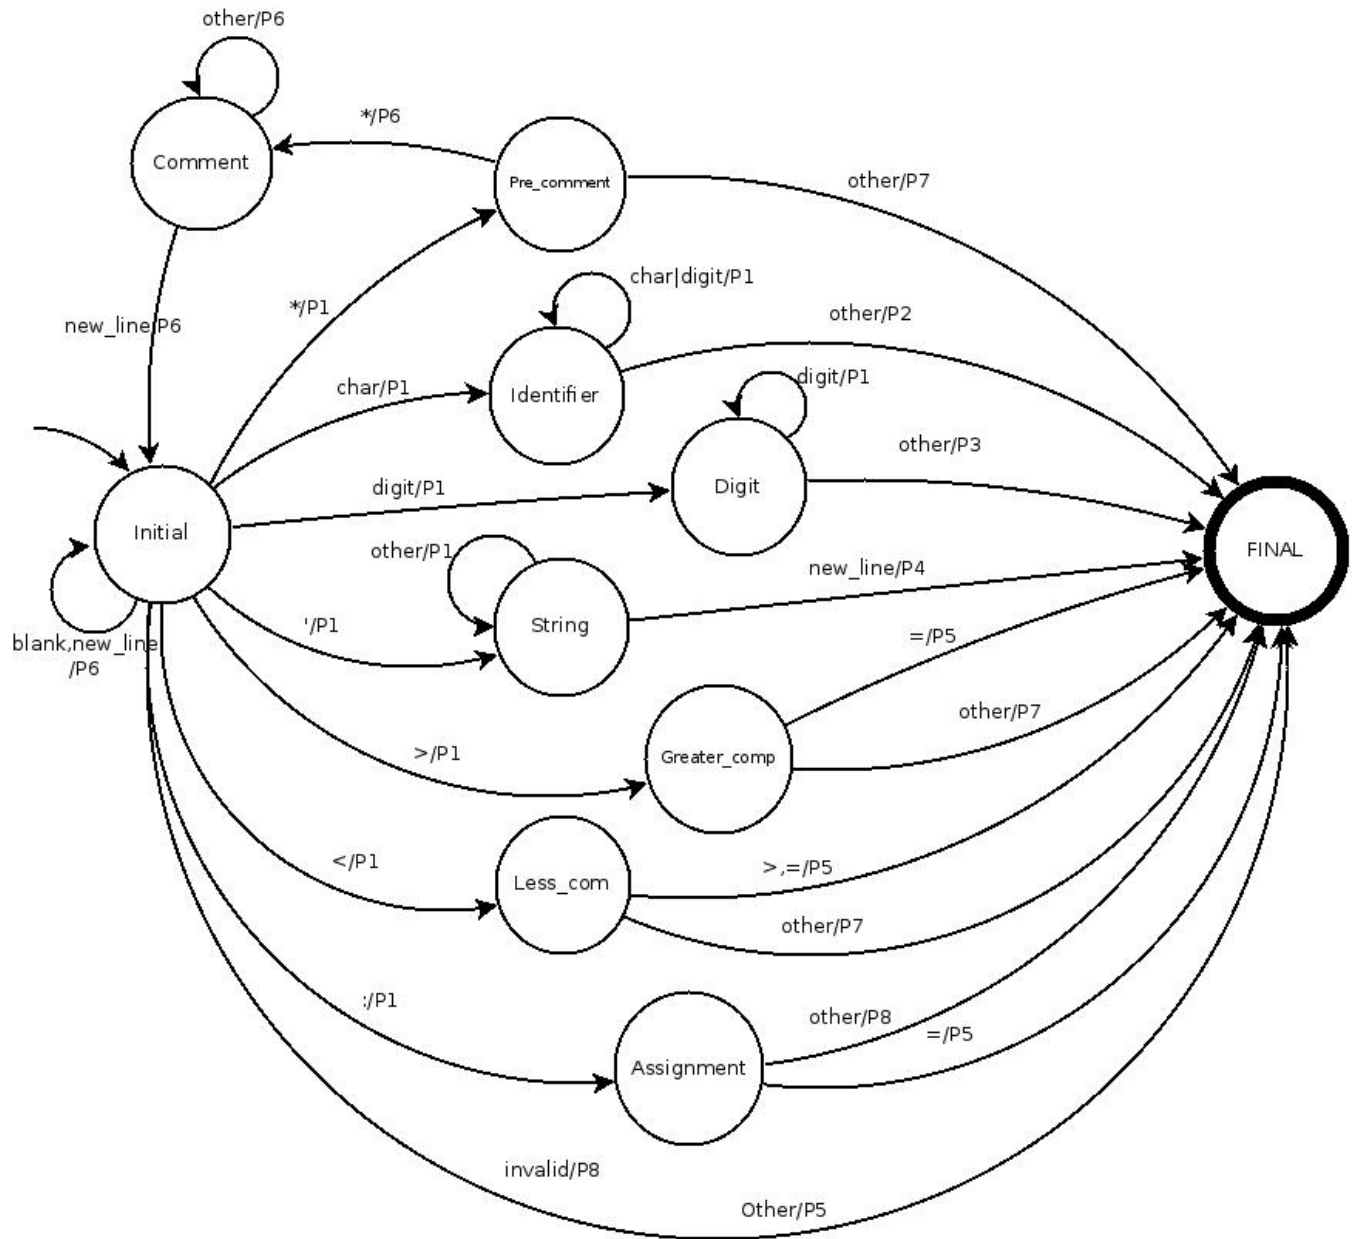 other/P6
*/P6
Comment
Pre_comment
other/P7
char|digit/P1
*/P1
other/P2
new_line/P6
char/P1
Identifier
digit/P1
other/P3
digit/P1
Digit
Initial
FINAL
other/P1
new_line/P4
'/P1
String
blank,new_line
/P6
=/P5
other/P7
>/P1
Greater_comp
</P1
>,=/P5
Less_com
other/P7
:/P1
other/P8
=/P5
Assignment
invalid/P8
Other/P5